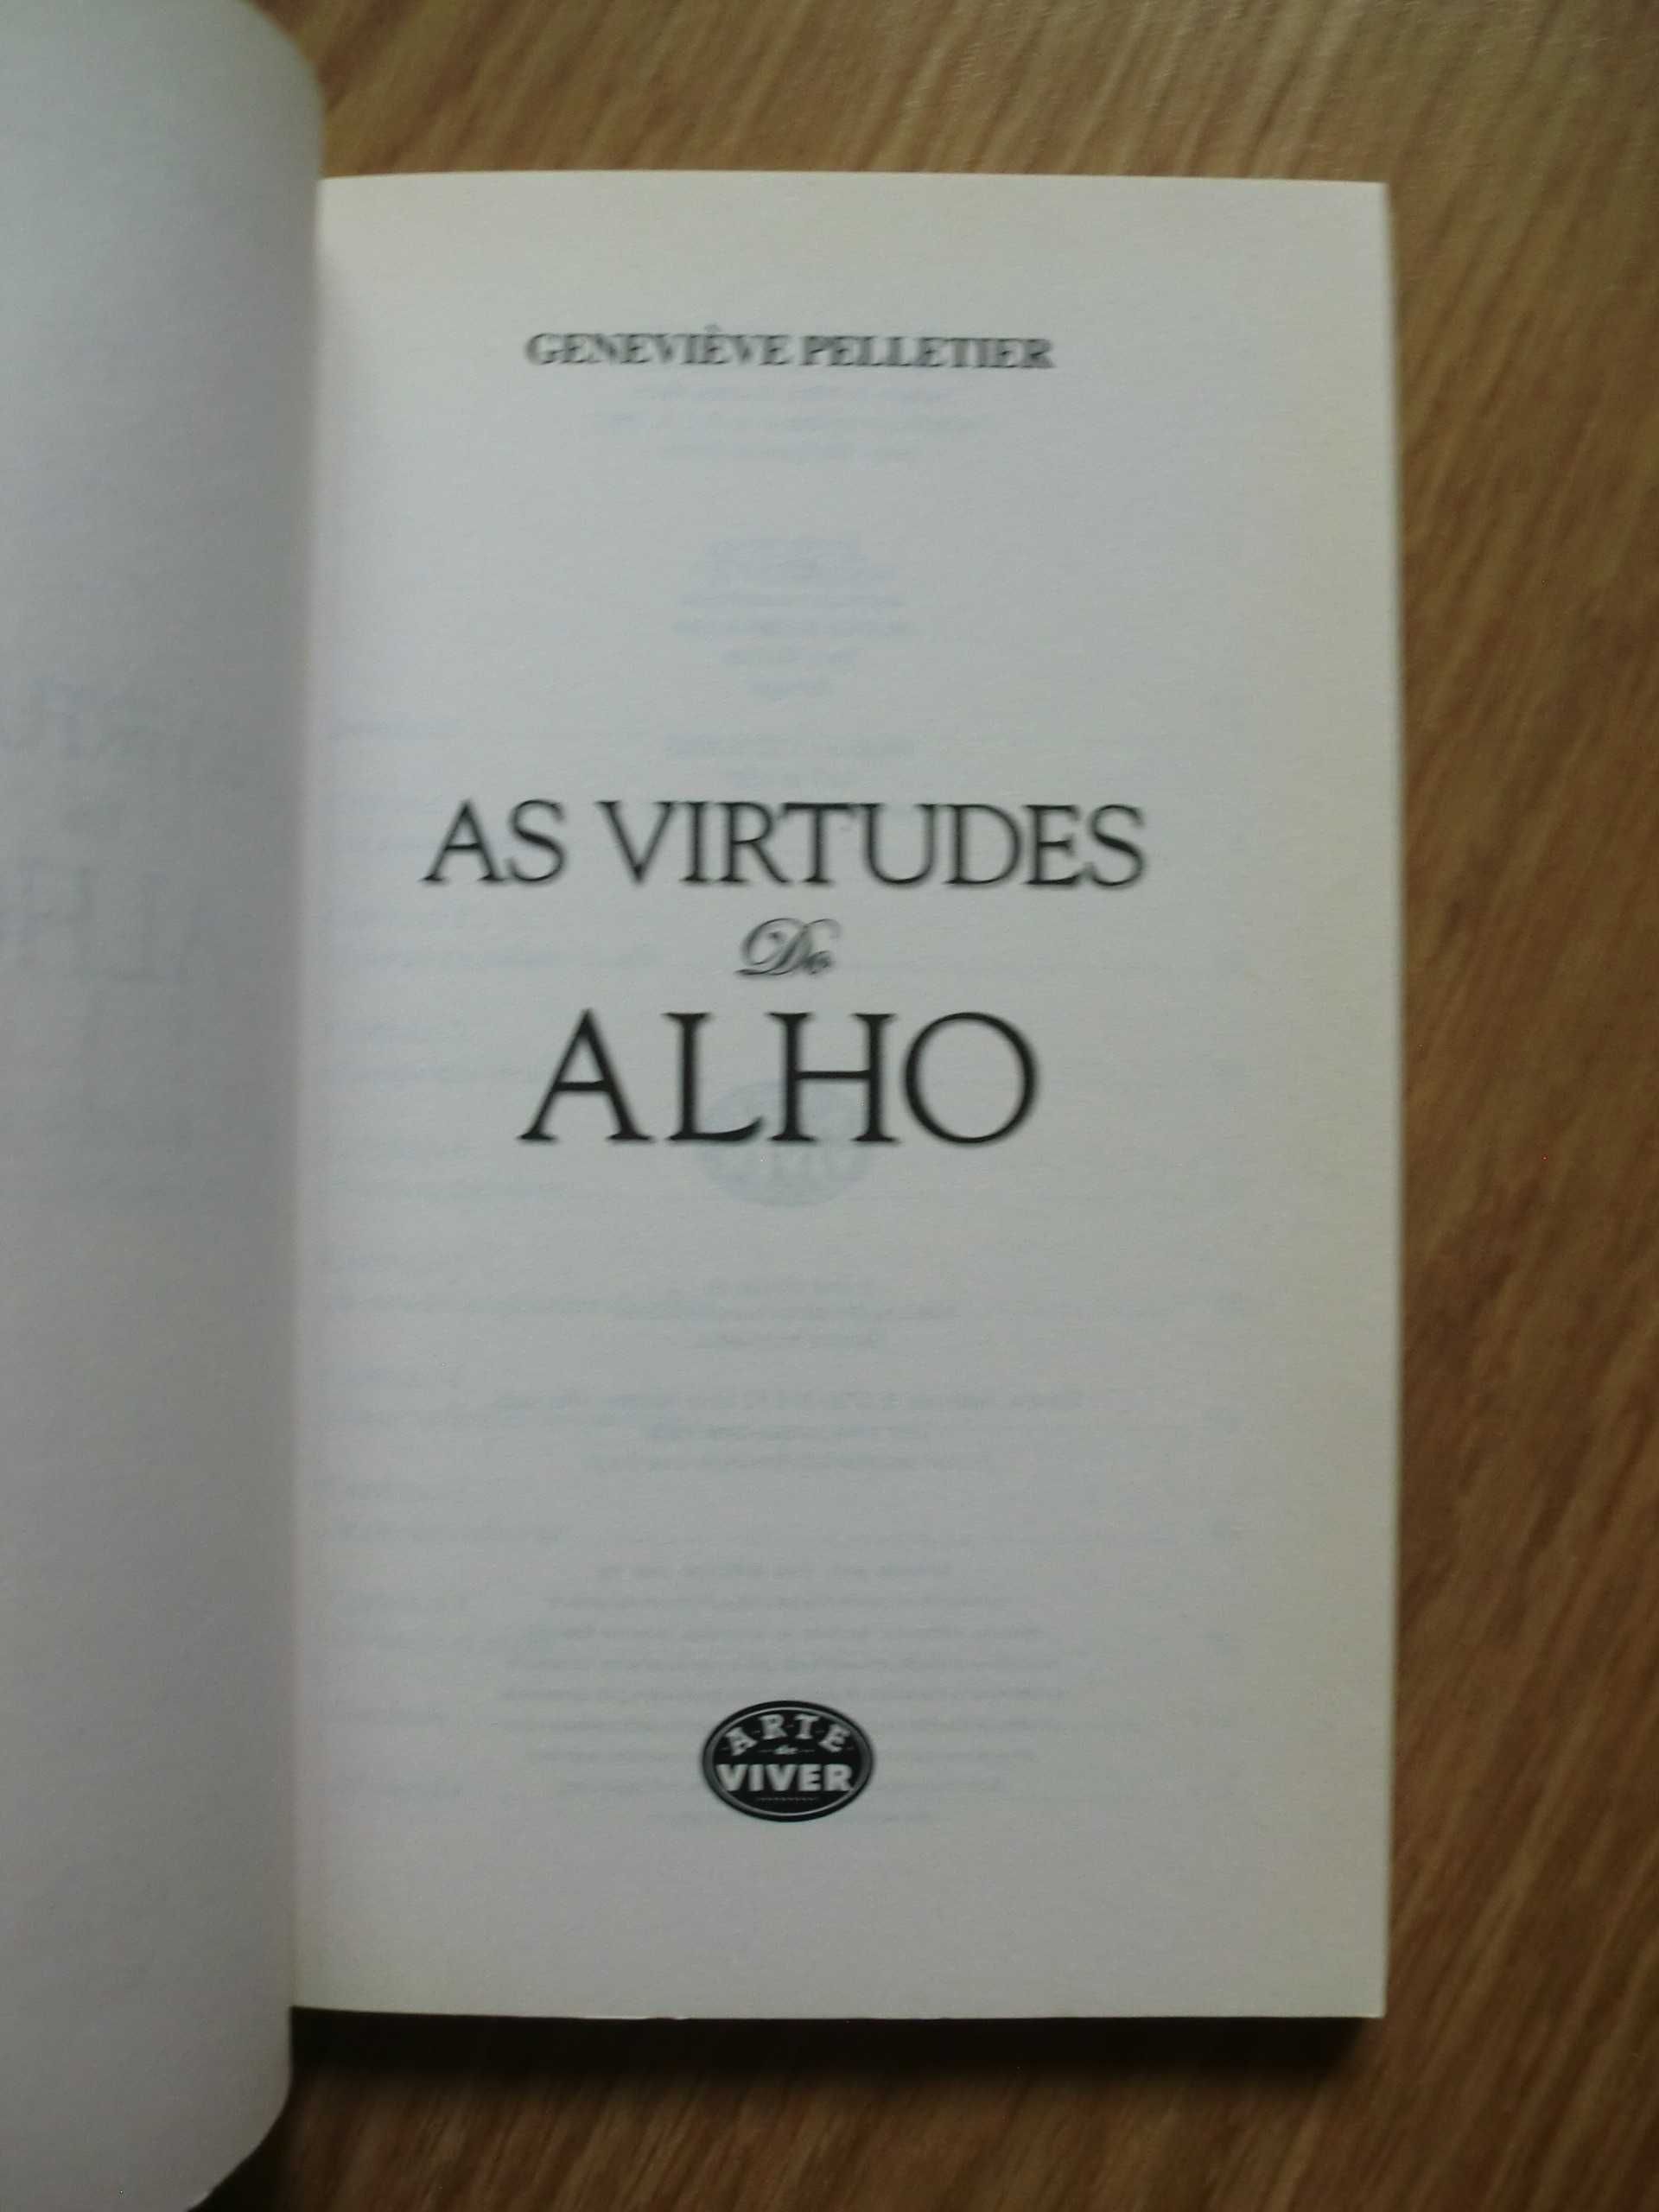 GENEVIÈVE PELLETIER
AS VIRTUDES
Do
ALHO
ARTE
de
VIVER